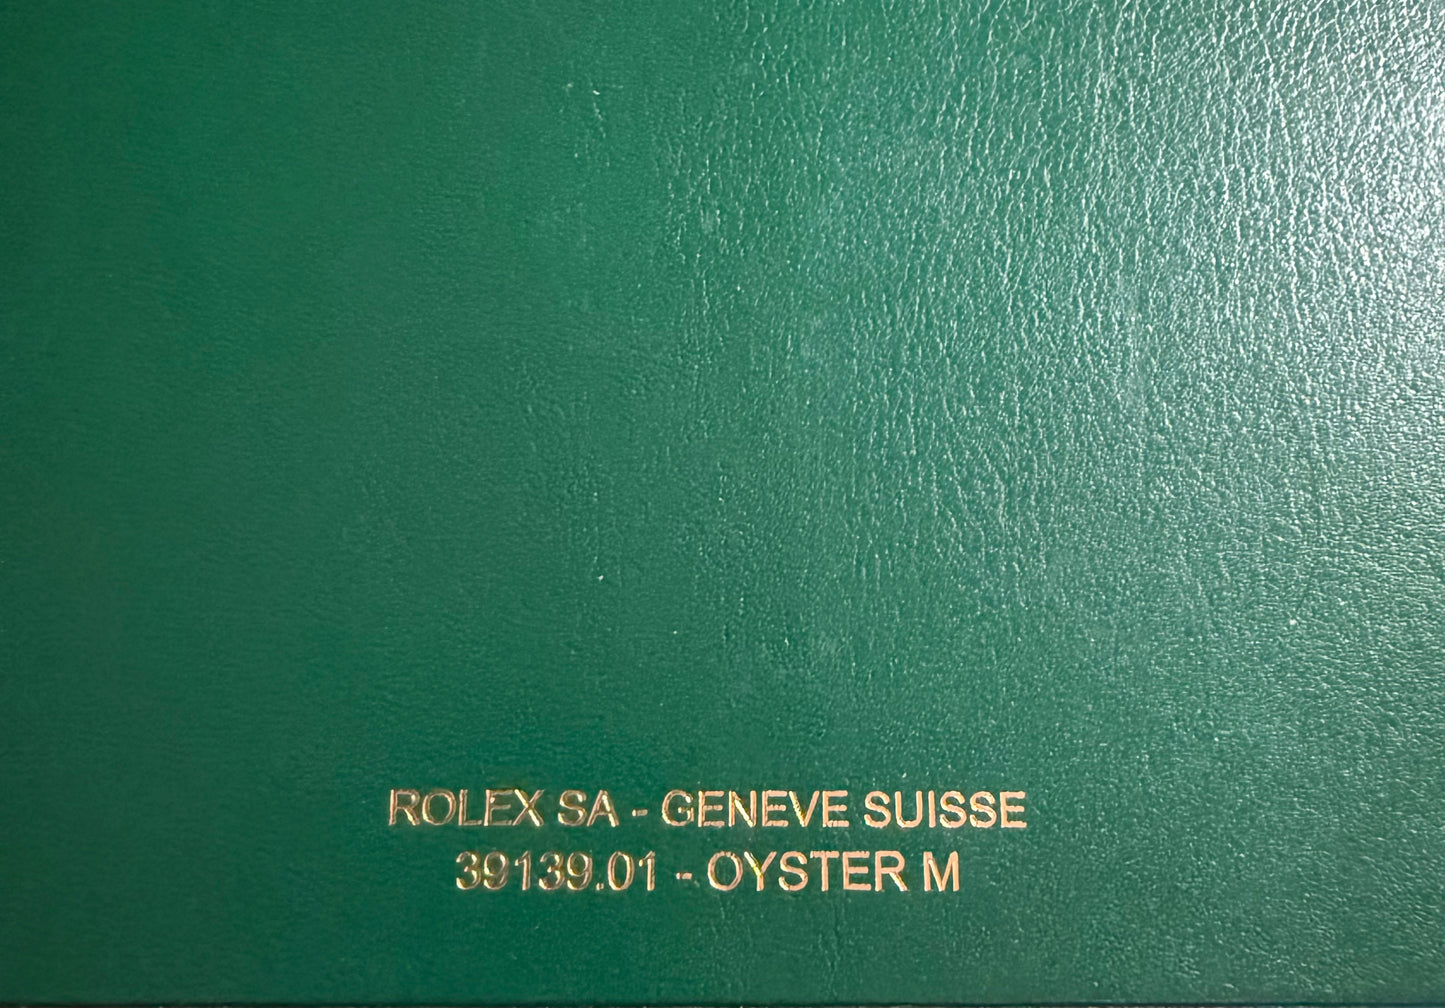 ROLEX SA - GENEVE SUISSE
39139.01 - OYSTER M